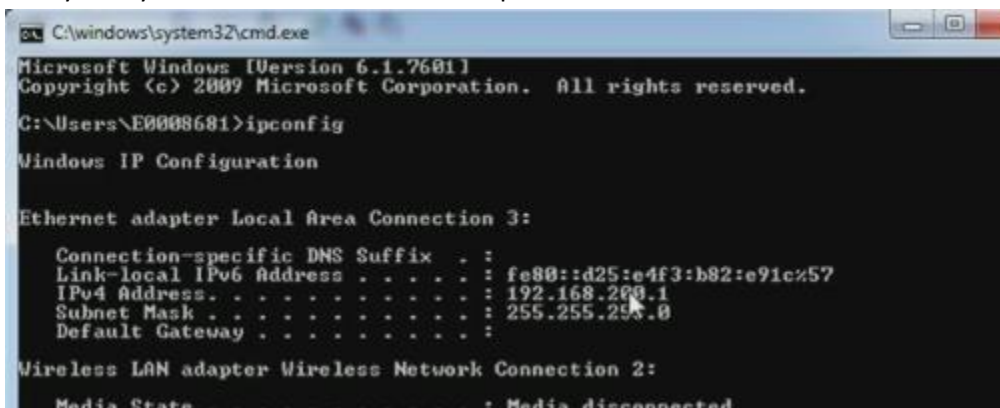 C:\windows\system32\cmd.exe
Microsoft Windows [Version 6.1.7601]
Copyright (c) 2009 Microsoft Corporation. All rights reserved.
C:\Users\E0008681>ipconfig
Windows IP Configuration
Ethernet adapter Local Area Connection 3:
Connection-specific DNS Suffix . :
Link-local IPv6 Address . . . . . : fe80::d25:e4f3:b82:e91c%57
IPv4 Address. . . . . . . . . . . : 192.168.200.1
Subnet Mask . . . . . . . . . . . : 255.255.255.0
Default Gateway . . . . . . . . . :
Wireless LAN adapter Wireless Network Connection 2:
Media State . . . . . . . . . . . : Media disconnected